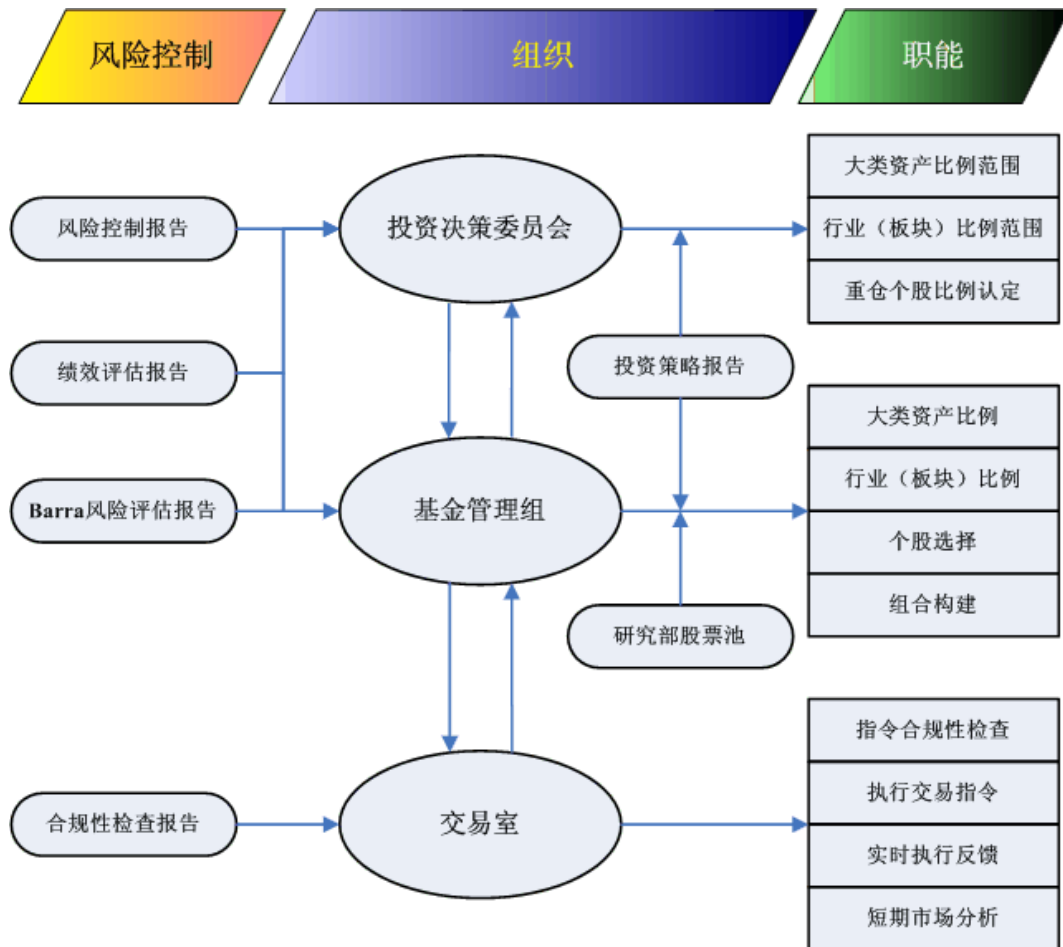 风险控制
组织
职能
风险控制报告
绩效评估报告
Barra风险评估报告
合规性检查报告
投资决策委员会
基金管理组
交易室
投资策略报告
研究部股票池
大类资产比例范围
行业（板块）比例范围
重仓个股比例认定
大类资产比例
行业（板块）比例
个股选择
组合构建
指令合规性检查
执行交易指令
实时执行反馈
短期市场分析